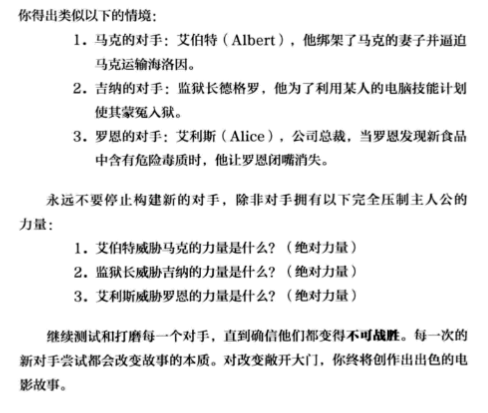 你得出类似以下的情境：
1. 马克的对手：艾伯特（Albert），他绑架了马克的妻子并逼迫
马克运输海洛因。
2. 吉纳的对手：监狱长德格罗，他为了利用某人的电脑技能计划
使其蒙冤入狱。
3. 罗恩的对手：艾利斯（Alice），公司总裁，当罗恩发现新食品
中含有危险毒质时，他让罗恩闭嘴消失。
永远不要停止构建新的对手，除非对手拥有以下完全压制主人公的
力量：
1. 艾伯特威胁马克的力量是什么？（绝对力量）
2. 监狱长威胁吉纳的力量是什么？（绝对力量）
3. 艾利斯威胁罗恩的力量是什么？（绝对力量）
继续测试和打磨每一个对手，直到确信他们都变得不可战胜。每一次的
新对手尝试都会改变故事的本质。对改变敞开大门，你终将创作出出色的电
影故事。